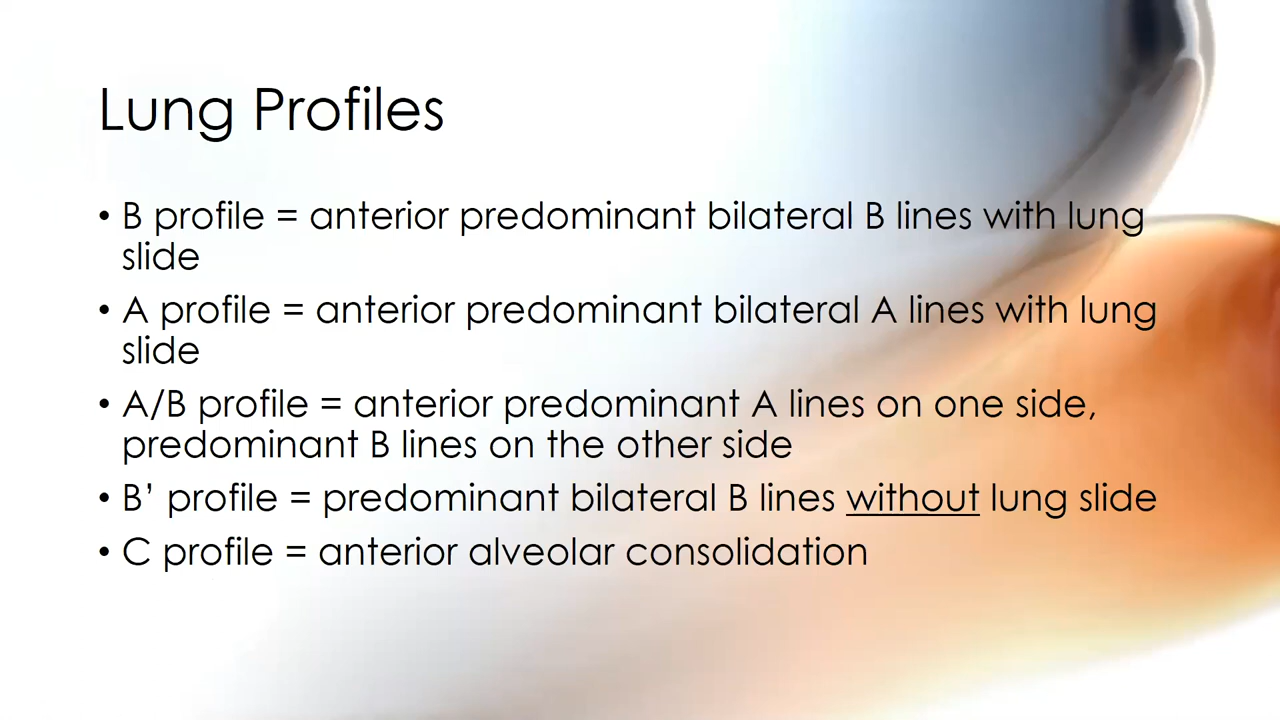 Lung Profiles
• B profile = anterior predominant bilateral B lines with lung
slide
• A profile = anterior predominant bilateral A lines with lung
slide
• A/B profile = anterior predominant A lines on one side,
predominant B lines on the other side
• B’ profile = predominant bilateral B lines without lung slide
• C profile = anterior alveolar consolidation